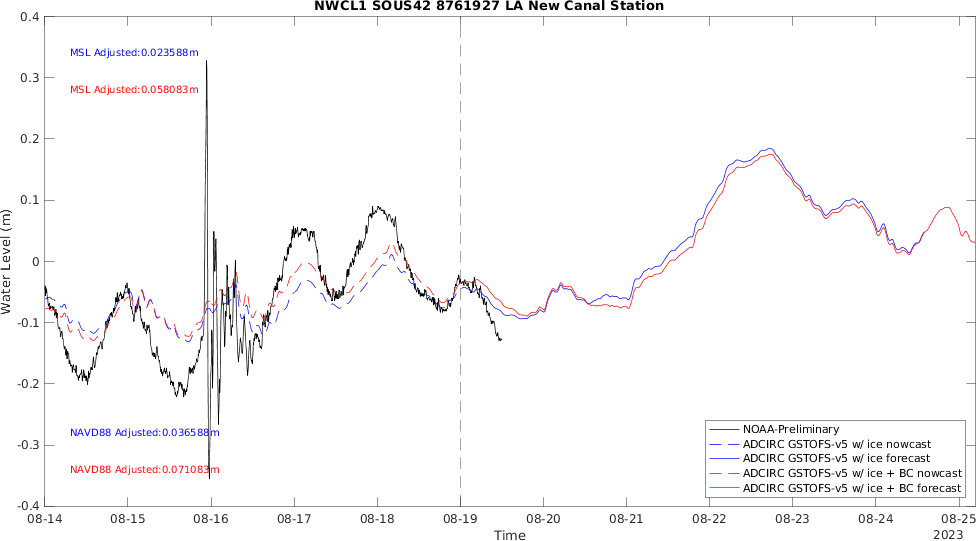 NWCL1 SOUS42 8761927 LA New Canal Station
Water Level (m)
0.4
0.3
0.2
0.1
0
-0.1
-0.2
-0.3
-0.4
MSL Adjusted:0.023588m
MSL Adjusted:0.058083m
NAVD88 Adjusted:0.036588m
NAVD88 Adjusted:0.071083m
NOAA-Preliminary
ADCIRC GSTOFS-v5 w/ ice nowcast
ADCIRC GSTOFS-v5 w/ ice forecast
ADCIRC GSTOFS-v5 w/ ice + BC nowcast
ADCIRC GSTOFS-v5 w/ ice + BC forecast
08-14 08-15 08-16 08-17 08-18 08-19 08-20 08-21 08-22 08-23 08-24 08-25
Time
2023